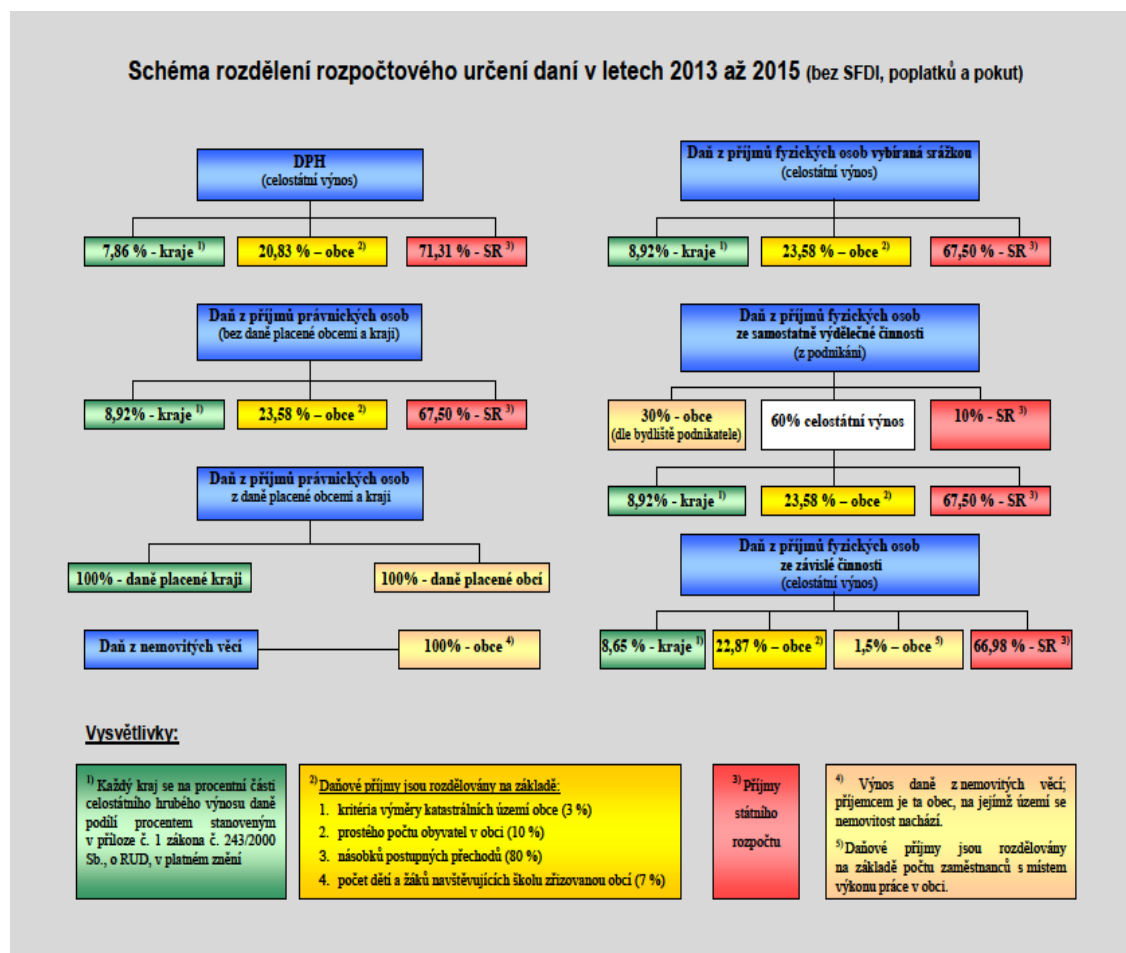 Schéma rozdělení rozpočtového určení daní v letech 2013 až 2015 (bez SFDI, poplatků a pokut)
DPH
(celostátní výnos)
7,86 % - kraje 1)
20,83 % – obce 2)
71,31 % - SR 3)
Daň z příjmů právnických osob
(bez daně placené obcemi a kraji)
8,92% - kraje 1)
23,58 % – obce 2)
67,50 % - SR 3)
Daň z příjmů právnických osob
z daně placené obcemi a kraji
100% - daně placené kraji
100% - daně placené obcí
Daň z nemovitých věcí
100% - obce 4)
Daň z příjmů fyzických osob vybíraná srážkou
(celostátní výnos)
8,92% - kraje 1)
23,58 % – obce 2)
67,50 % - SR 3)
Daň z příjmů fyzických osob
ze samostatně výdělečné činnosti
(z podnikání)
30% - obce
(dle bydliště podnikatele)
60% celostátní výnos
10% - SR 3)
8,92% - kraje 1)
23,58 % – obce 2)
67,50 % - SR 3)
Daň z příjmů fyzických osob
ze závislé činnosti
(celostátní výnos)
8,65 % - kraje 1)
22,87 % – obce 2)
1,5% – obce 5)
66,98 % - SR 3)
Vysvětlivky:
1) Každý kraj se na procentní části
celostátního hrubého výnosu daně
podílí procentem stanoveným
v příloze č. 1 zákona č. 243/2000
Sb., o RUD, v platném znění
2) Daňové příjmy jsou rozdělovány na základě:
1. kritéria výměry katastrálních území obce (3 %)
2. prostého počtu obyvatel v obci (10 %)
3. násobků postupných přechodů (80 %)
4. počet dětí a žáků navštěvujících školu zřizovanou obcí (7 %)
3) Příjmy
státního
rozpočtu
4) Výnos daně z nemovitých věcí;
příjemcem je ta obec, na jejímž území se
nemovitost nachází.
5) Daňové příjmy jsou rozdělovány
na základě počtu zaměstnanců s místem
výkonu práce v obci.